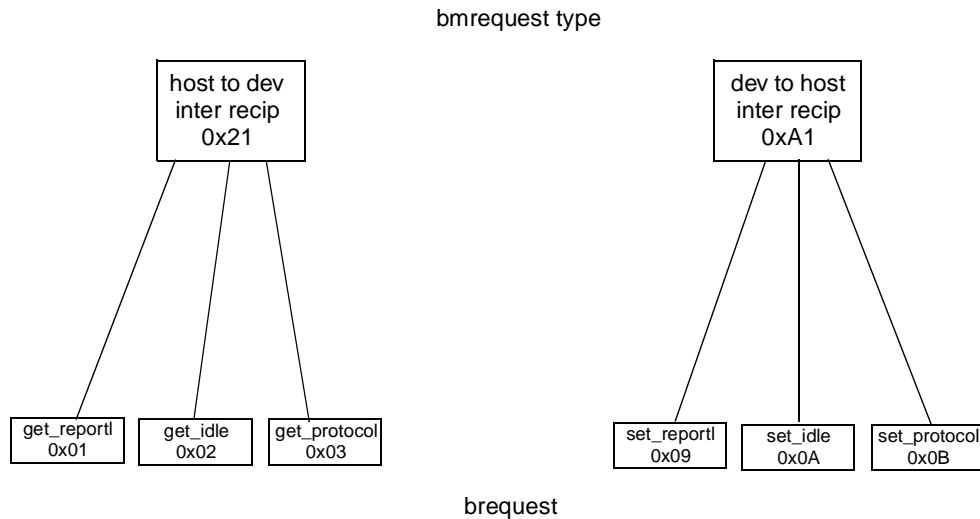 bmrequest type
host to dev
inter recip
0x21
dev to host
inter recip
0xA1
get_reportl
0x01
get_idle
0x02
get_protocol
0x03
set_reportl
0x09
set_idle
0x0A
set_protocol
0x0B
brequest